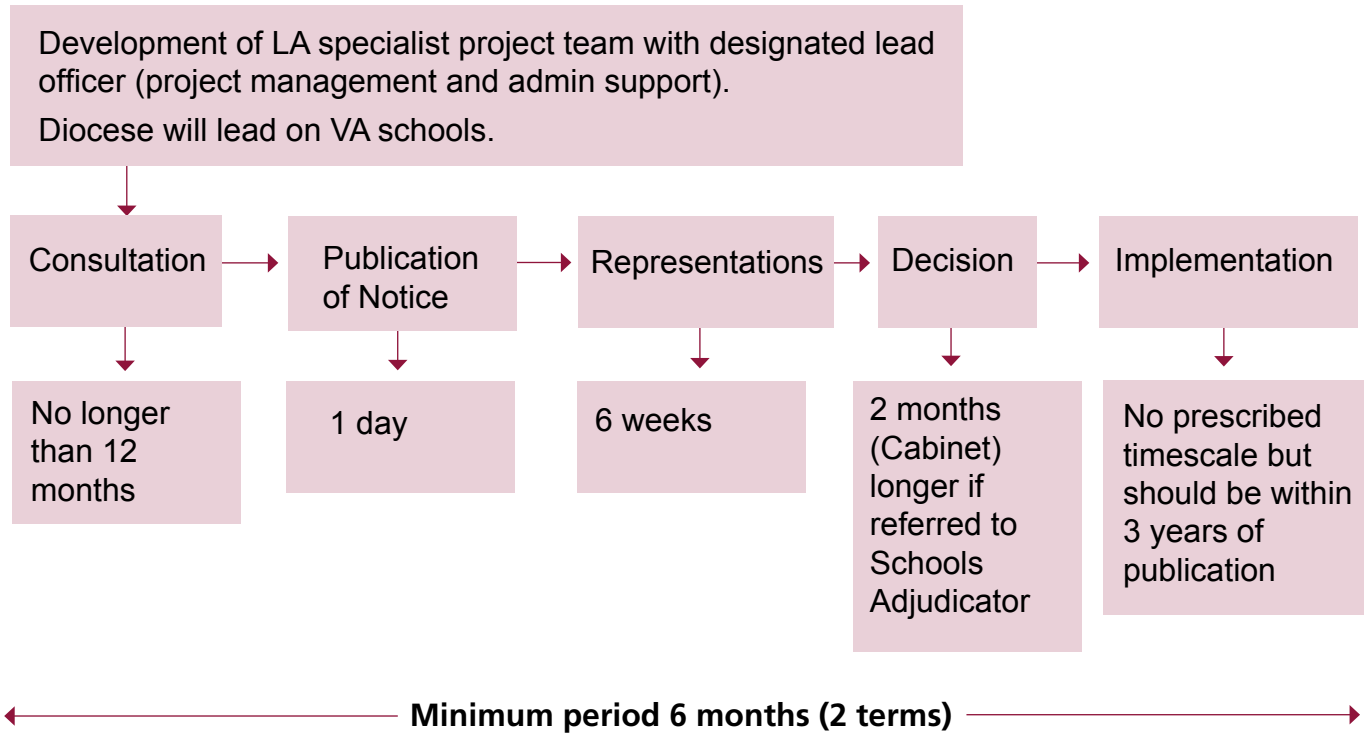 Development of LA specialist project team with designated lead
officer (project management and admin support).
Diocese will lead on VA schools.
Consultation
Publication
of Notice
Representations
Decision
Implementation
No longer
than 12
months
1 day
6 weeks
2 months
(Cabinet)
longer if
referred to
Schools
Adjudicator
No prescribed
timescale but
should be within
3 years of
publication
Minimum period 6 months (2 terms)